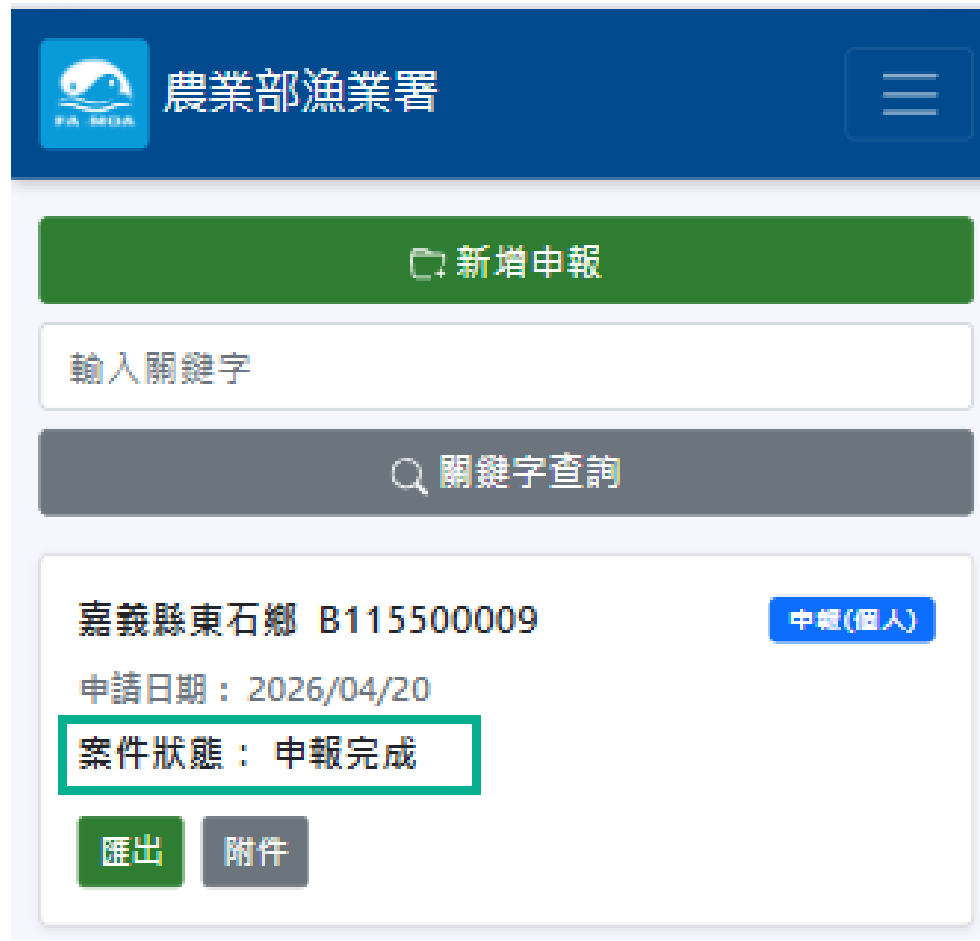 FA MOA
農業部漁業署
新增申報
輸入關鍵字
關鍵字查詢
嘉義縣東石鄉 B115500009
申報(個人)
申請日期：2026/04/20
案件狀態：申報完成
匯出 附件